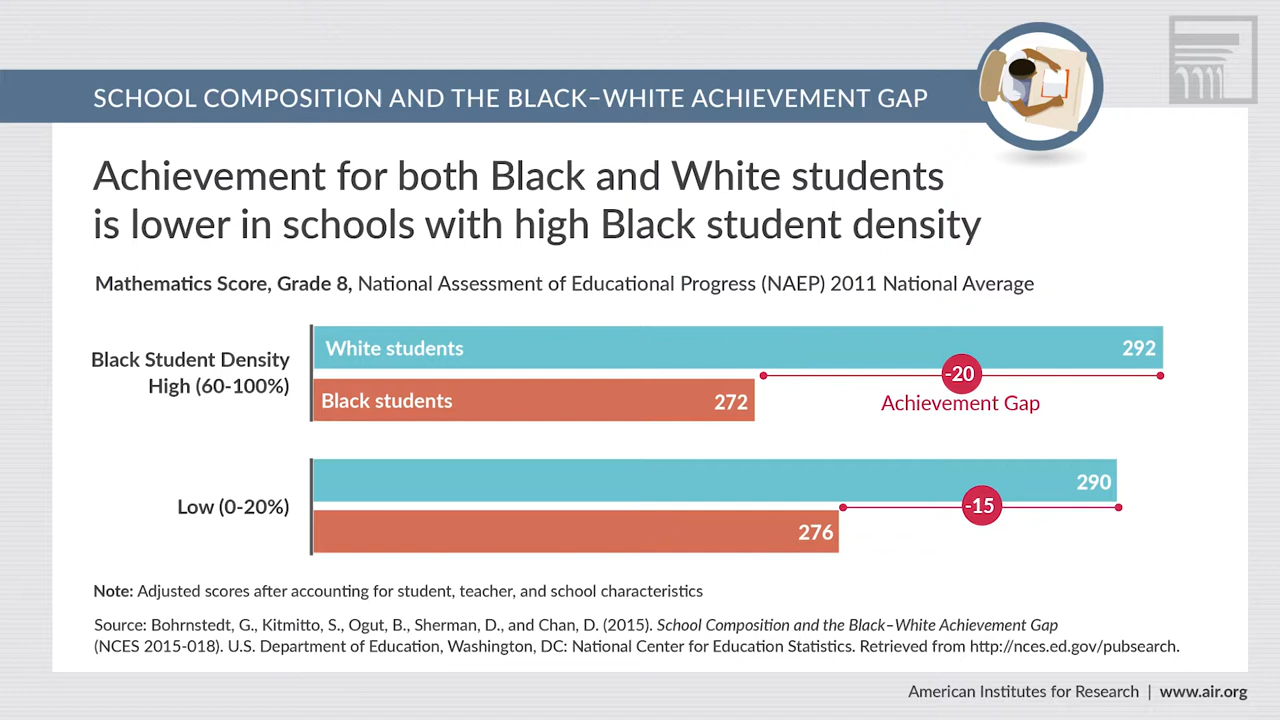 SCHOOL COMPOSITION AND THE BLACK–WHITE ACHIEVEMENT GAP
Achievement for both Black and White students
is lower in schools with high Black student density
Mathematics Score, Grade 8, National Assessment of Educational Progress (NAEP) 2011 National Average
Black Student Density
High (60-100%)
White students
292
-20
Achievement Gap
Black students
272
Low (0-20%)
290
-15
276
Note: Adjusted scores after accounting for student, teacher, and school characteristics
Source: Bohrnstedt, G., Kitmitto, S., Ogut, B., Sherman, D., and Chan, D. (2015). School Composition and the Black–White Achievement Gap
(NCES 2015-018). U.S. Department of Education, Washington, DC: National Center for Education Statistics. Retrieved from http://nces.ed.gov/pubsearch.
American Institutes for Research | www.air.org